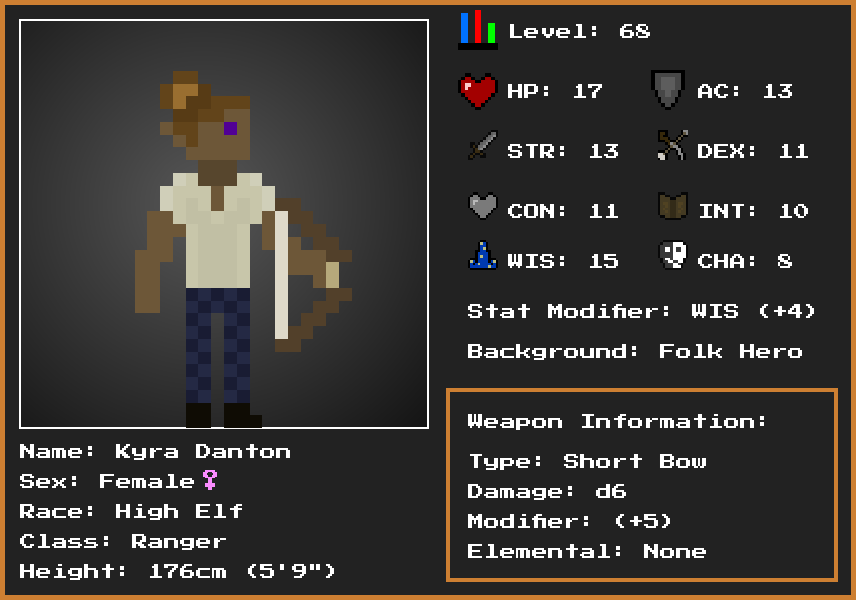 Level: 68
HP: 17 AC: 13
STR: 13 DEX: 11
CON: 11 INT: 10
WIS: 15 CHA: 8
Stat Modifier: WIS (+4)
Background: Folk Hero
Weapon Information:
Type: Short Bow
Damage: d6
Modifier: (+5)
Elemental: None
Name: Kyra Danton
Sex: Female♀
Race: High Elf
Class: Ranger
Height: 176cm (5'9")